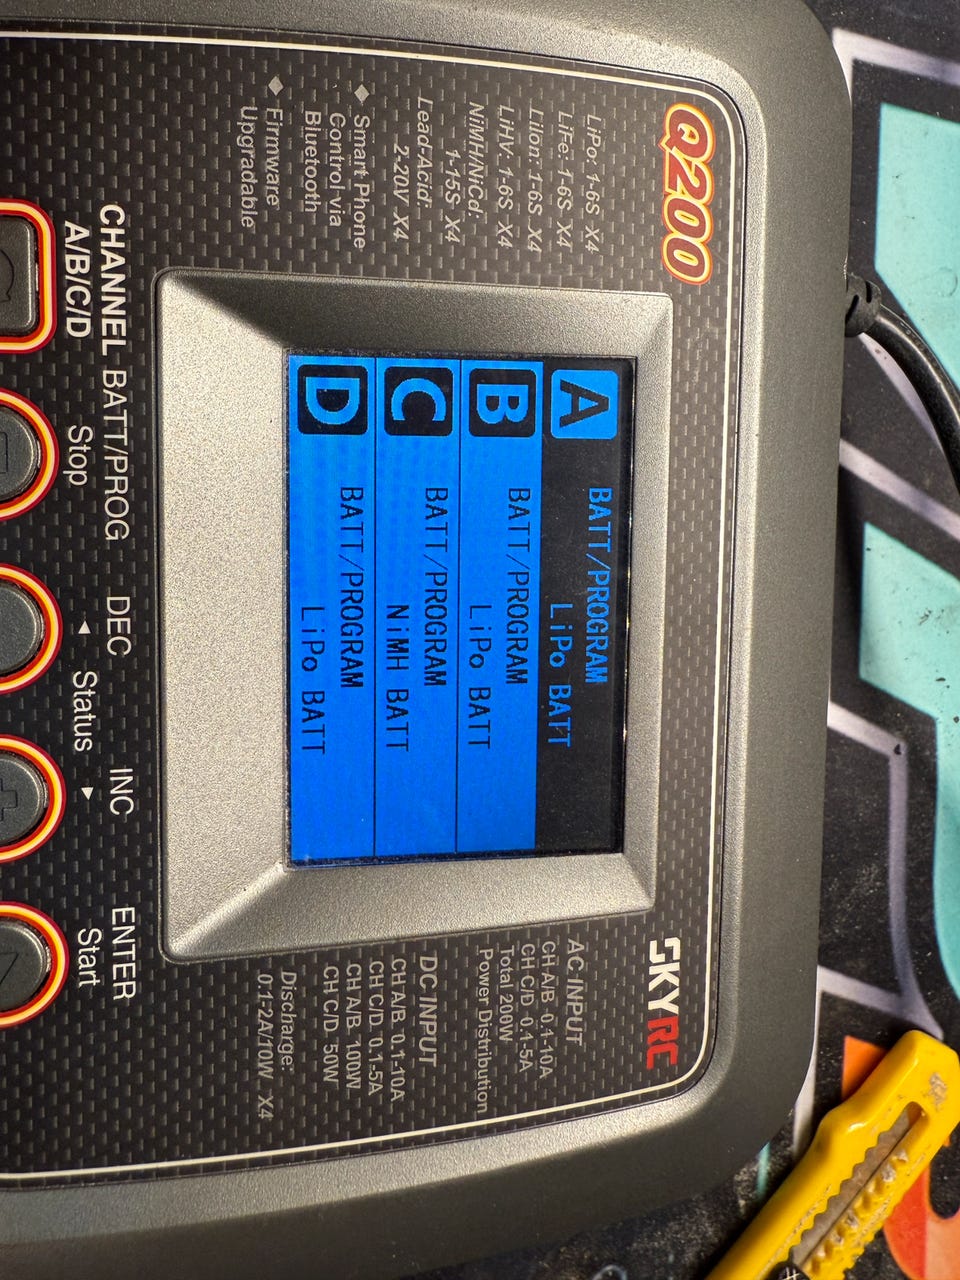 Q200
SKYRC
LiPo: 1-6S X4
LiFe: 1-6S X4
LiIon: 1-6S X4
LiHV: 1-6S X4
NiMH/NiCd:
1-15S X4
Lead-Acid:
2-20V X4
◆ Smart Phone
Control via
Bluetooth
◆ Firmware
Upgradable
A BATT/PROGRAM
LiPo BATT
B BATT/PROGRAM
LiPo BATT
C BATT/PROGRAM
NiMH BATT
D BATT/PROGRAM
LiPo BATT
AC INPUT
CH A/B 0.1-10A
CH C/D 0.1-5A
Total 200W
Power Distribution
DC INPUT
CH A/B 0.1-10A
CH C/D 0.1-5A
CH A/B 100W
CH C/D 50W
Discharge:
0.1-2A/10W X4
CHANNEL BATT/PROG DEC INC ENTER
A/B/C/D Stop ◄ Status ► Start